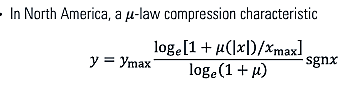 • In North America, a μ-law compression characteristic
y = y_max log_e[1 + μ(|x|)/x_max] / log_e(1 + μ) sgnx